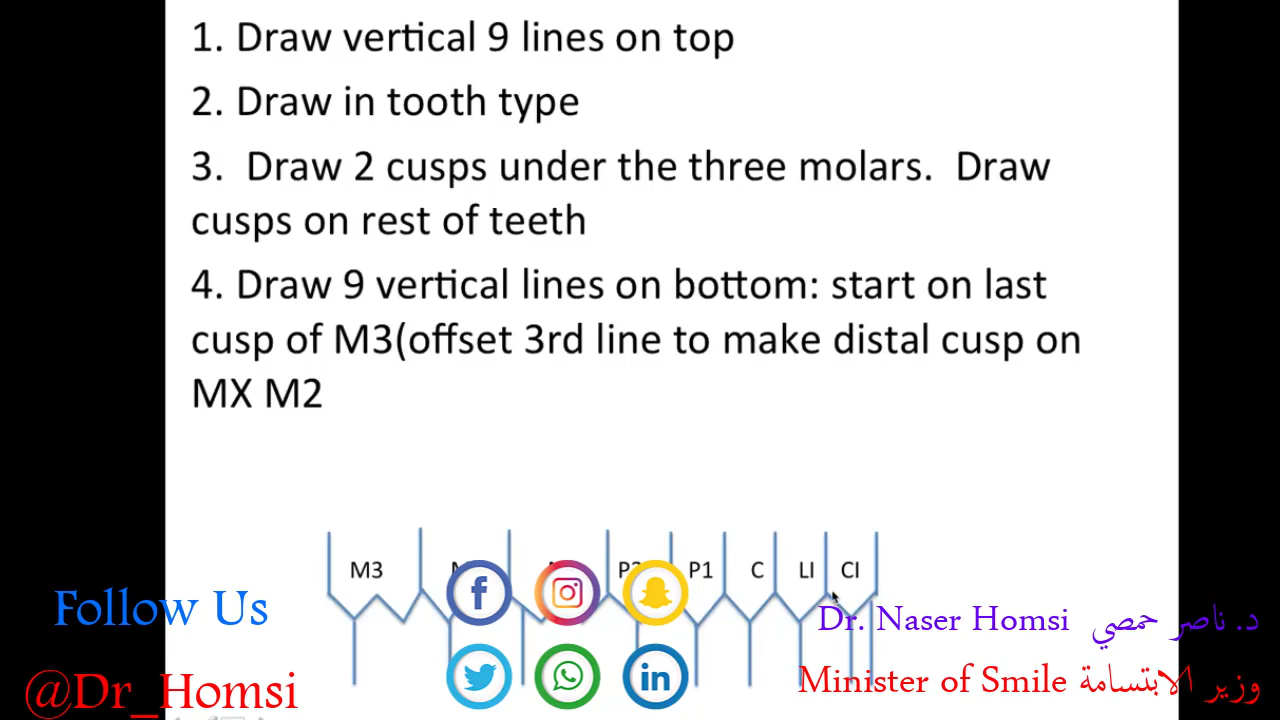 1. Draw vertical 9 lines on top
2. Draw in tooth type
3. Draw 2 cusps under the three molars. Draw
cusps on rest of teeth
4. Draw 9 vertical lines on bottom: start on last
cusp of M3(offset 3rd line to make distal cusp on
MX M2
M3 P1 C LI CI
Follow Us
Dr. Naser Homsi د. ناصر حمصي
@Dr_Homsi
Minister of Smile وزير الابتسامة